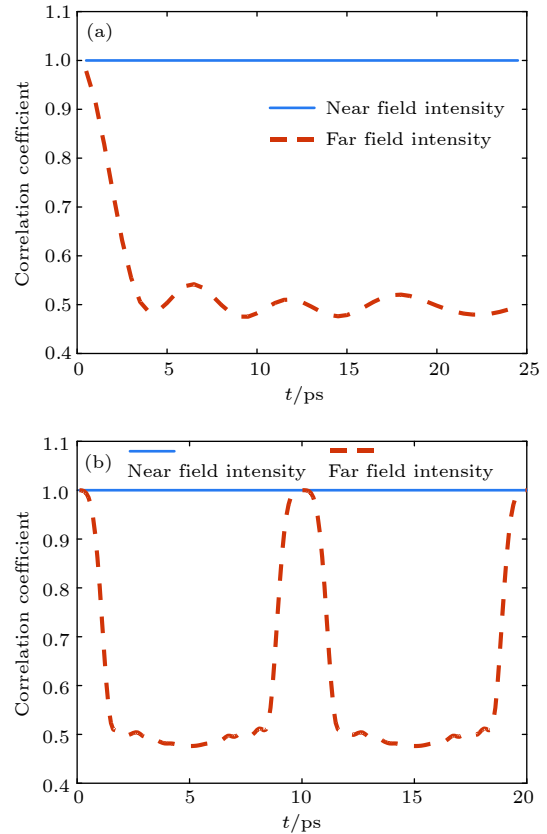 1.1
(a)
1.0
Near field intensity
0.9
Far field intensity
0.8
0.7
0.6
0.5
0.4
Correlation coefficient
0 5 10 15 20 25
t/ps
1.1
(b)
Near field intensity Far field intensity
1.0
0.9
0.8
0.7
0.6
0.5
0.4
Correlation coefficient
0 5 10 15 20
t/ps